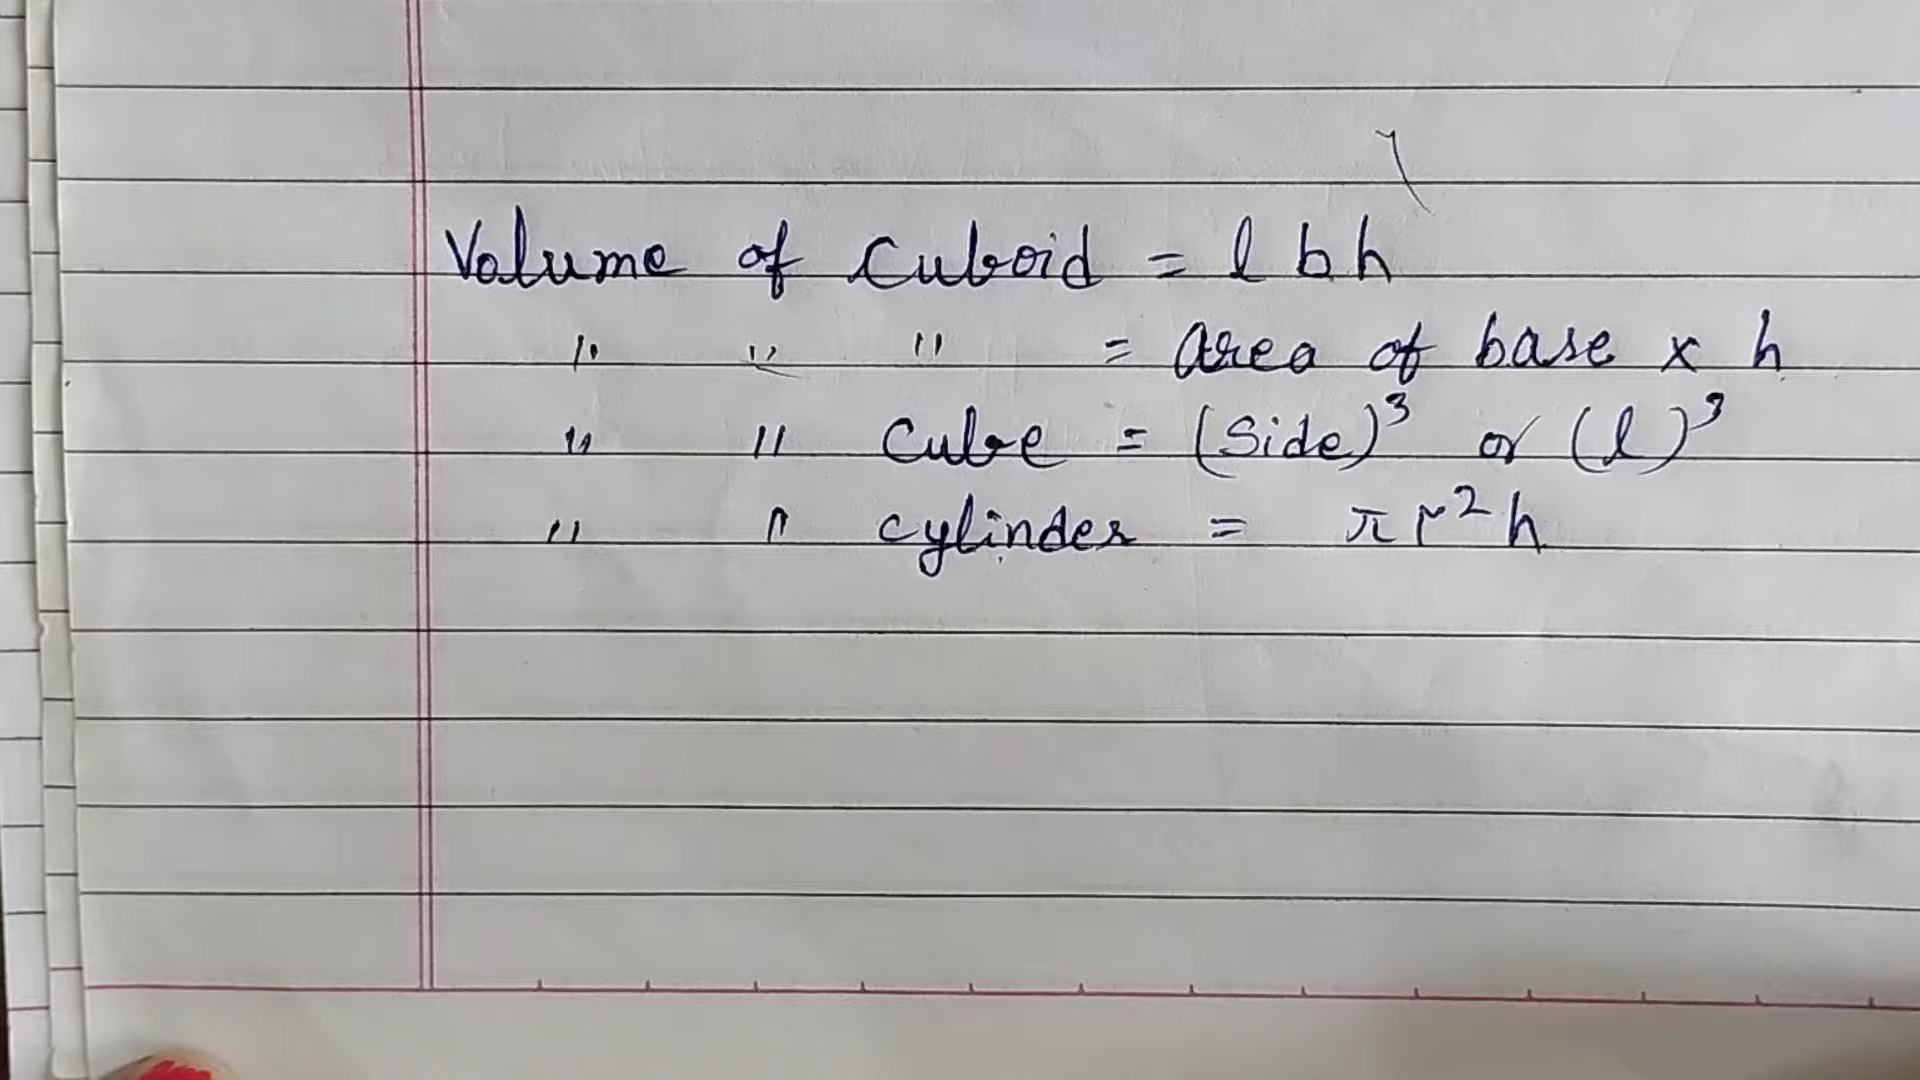 Volume of Cuboid = l b h
" " " = area of base x h
" " Cube = (Side)³ or (l)³
" " cylinder = πr²h